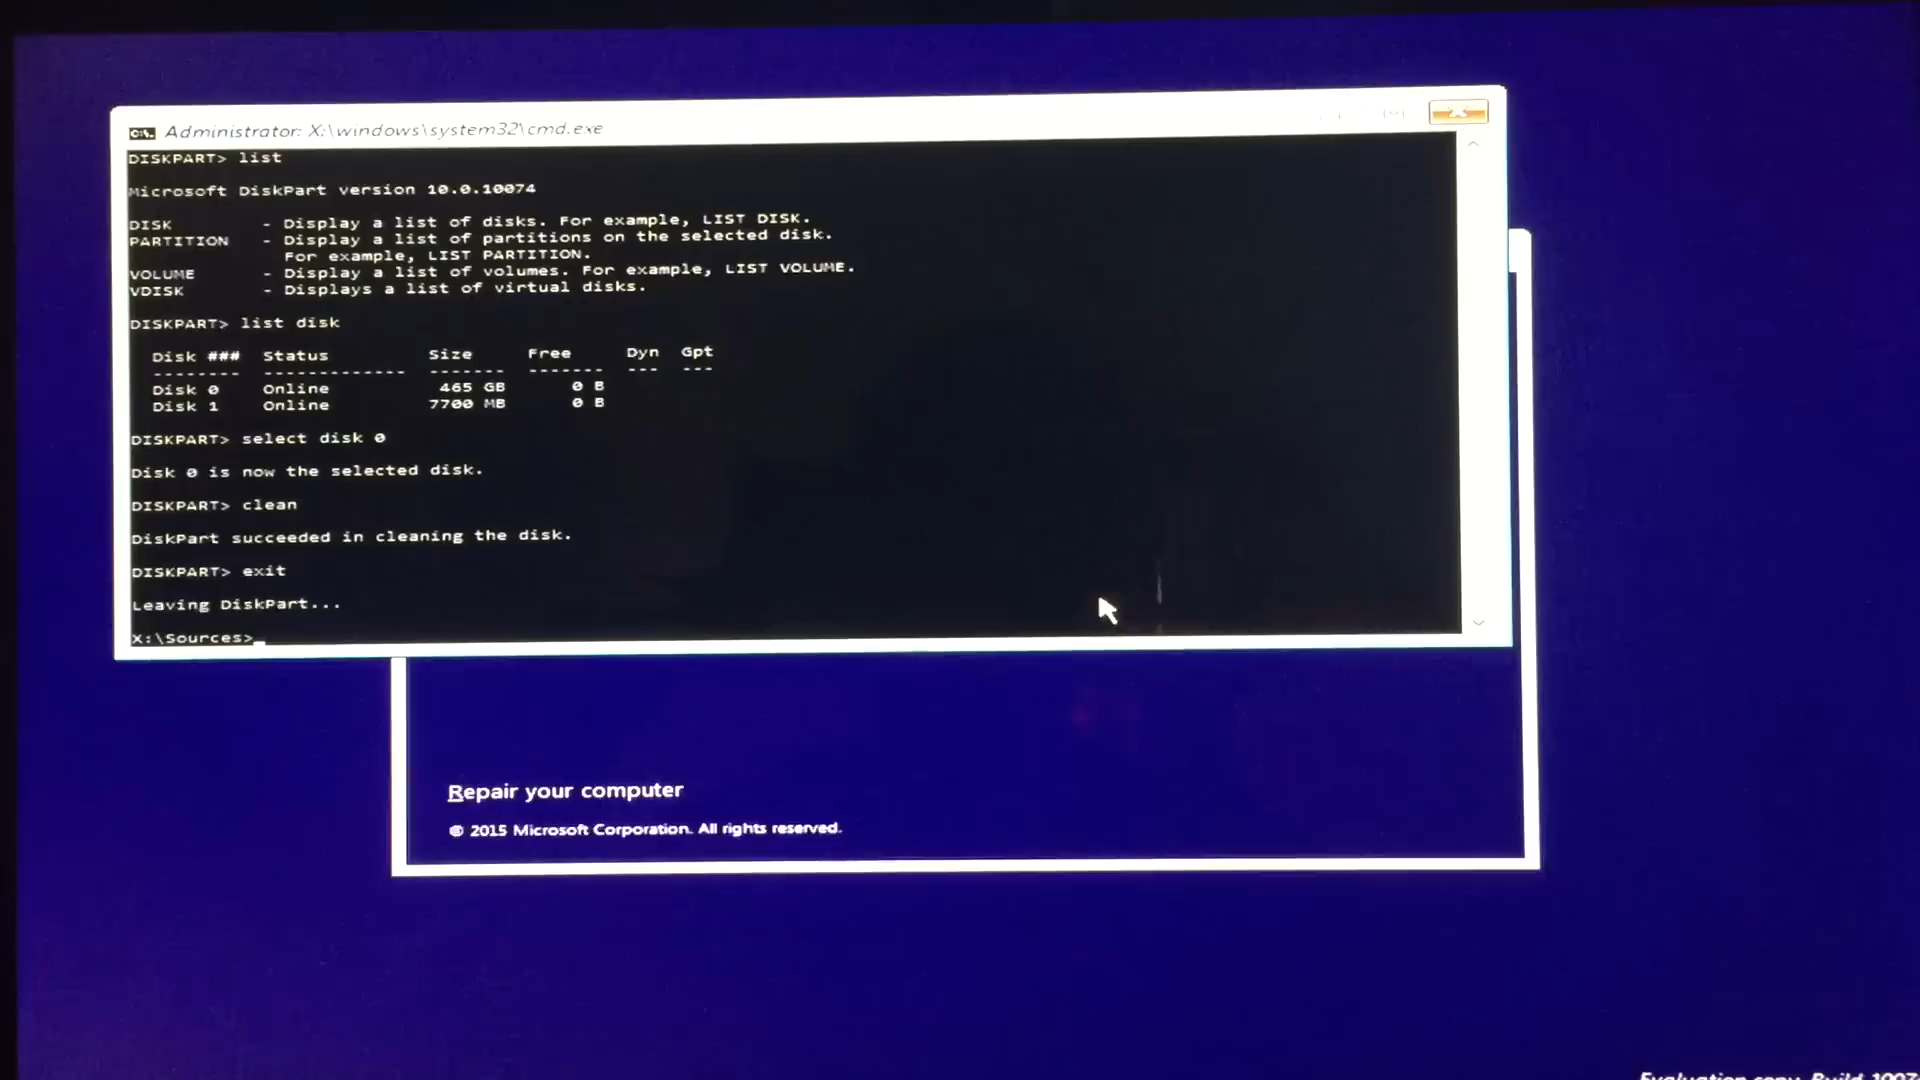 Administrator: X:\windows\system32\cmd.exe
DISKPART> list
Microsoft DiskPart version 10.0.10074
DISK - Display a list of disks. For example, LIST DISK.
PARTITION - Display a list of partitions on the selected disk.
For example, LIST PARTITION.
VOLUME - Display a list of volumes. For example, LIST VOLUME.
VDISK - Displays a list of virtual disks.
DISKPART> list disk
Disk ### Status Size Free Dyn Gpt
-------- ------------- ------- ------- --- ---
Disk 0 Online 465 GB 0 B
Disk 1 Online 7700 MB 0 B
DISKPART> select disk 0
Disk 0 is now the selected disk.
DISKPART> clean
DiskPart succeeded in cleaning the disk.
DISKPART> exit
Leaving DiskPart...
X:\Sources>_
Repair your computer
© 2015 Microsoft Corporation. All rights reserved.
Evaluation copy. Build 1007